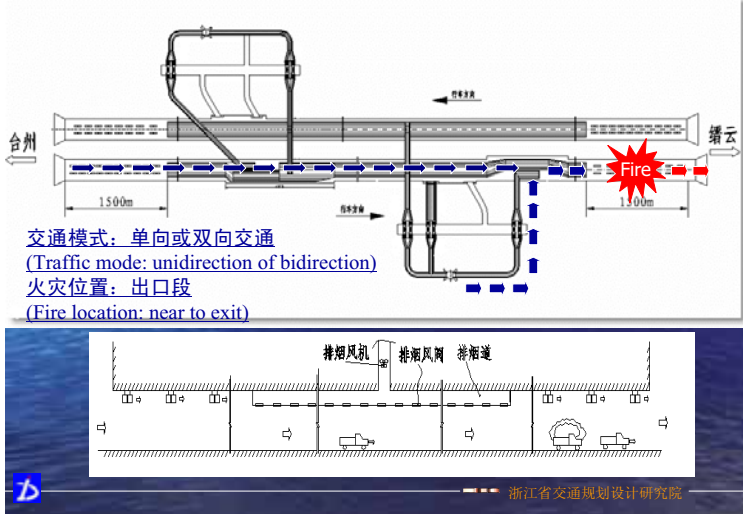 行车方向
台州
缙云
Fire
1500m
1500m
行车方向
交通模式：单向或双向交通
(Traffic mode: unidirection of bidirection)
火灾位置：出口段
(Fire location: near to exit)
排烟风机
排烟风阀
排烟道
浙江省交通规划设计研究院